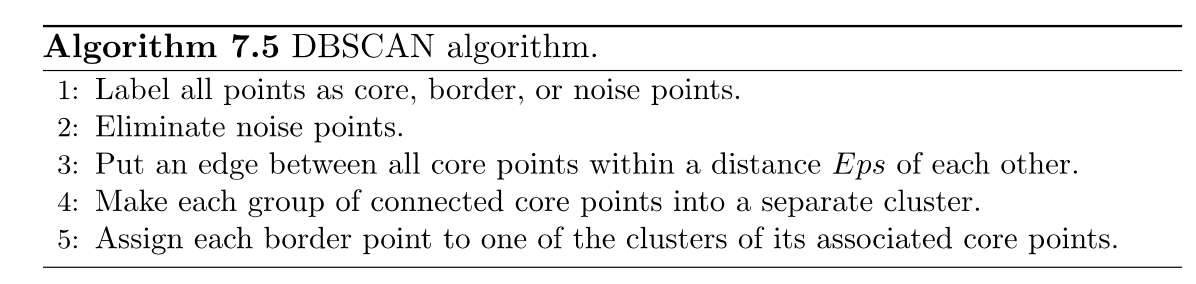 Algorithm 7.5 DBSCAN algorithm.
1: Label all points as core, border, or noise points.
2: Eliminate noise points.
3: Put an edge between all core points within a distance Eps of each other.
4: Make each group of connected core points into a separate cluster.
5: Assign each border point to one of the clusters of its associated core points.